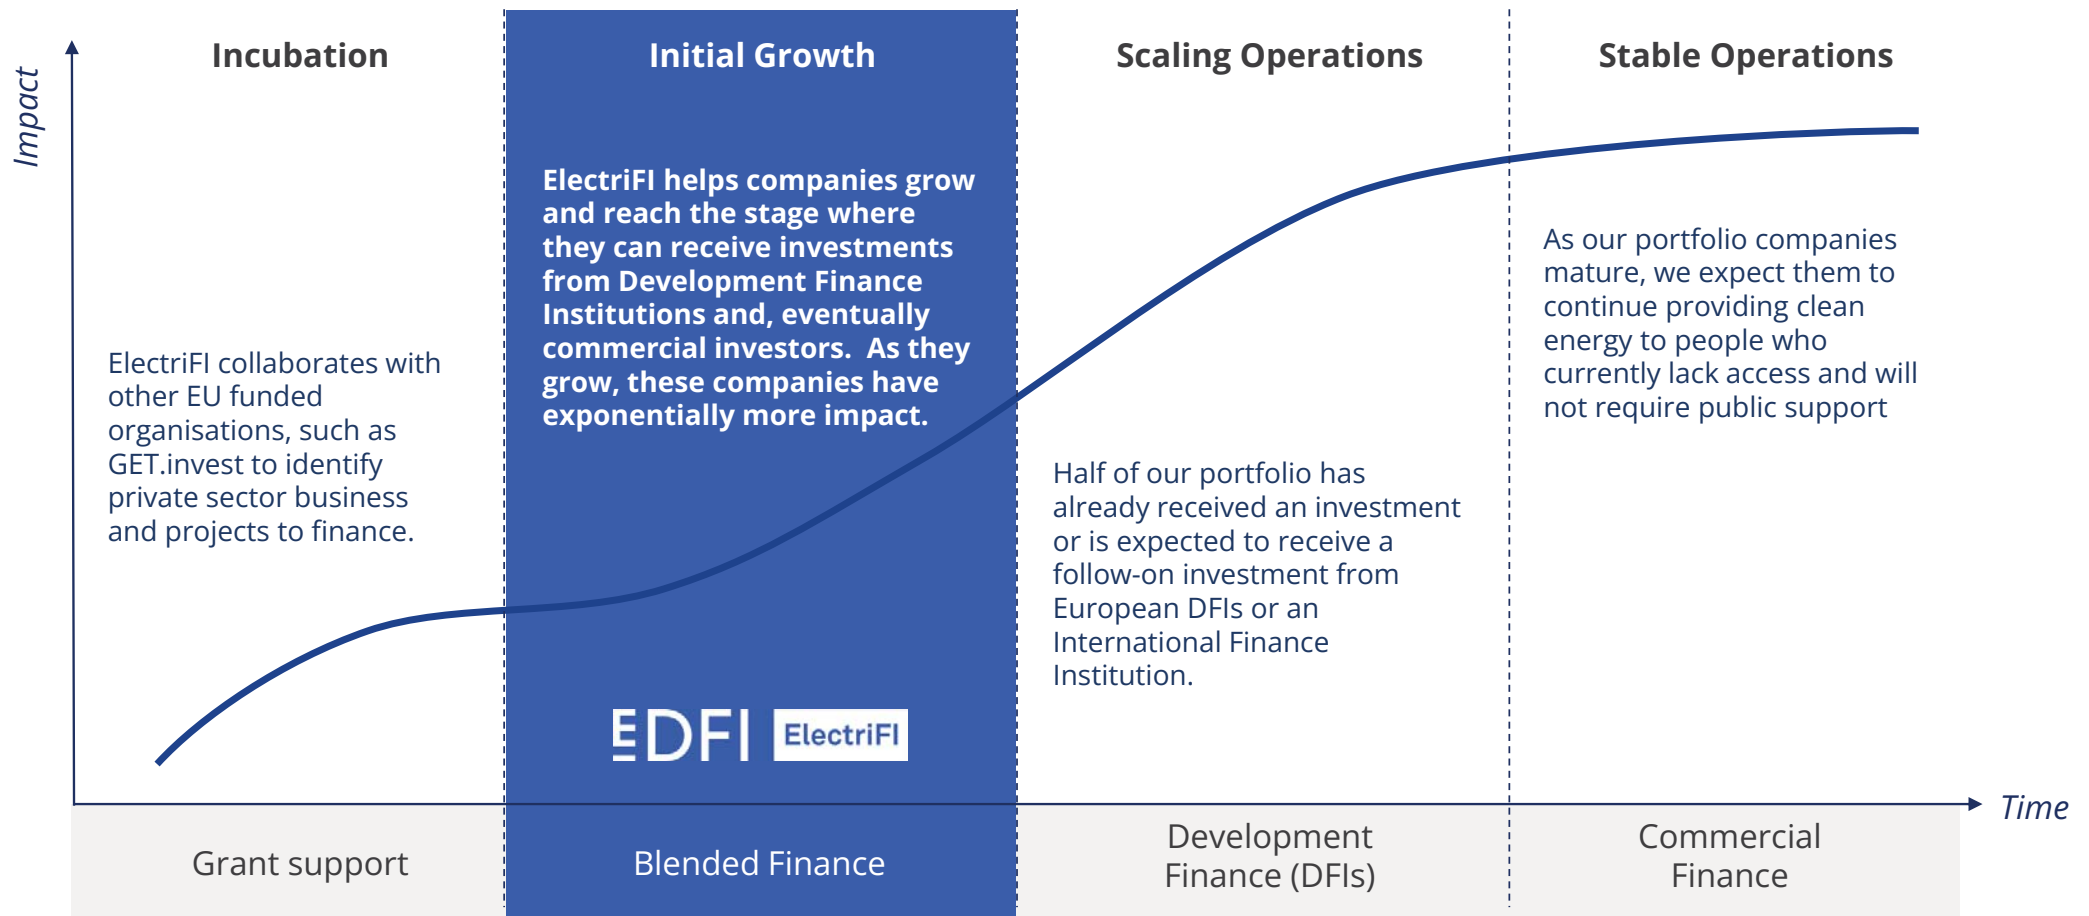 Impact
Incubation
Initial Growth
Scaling Operations
Stable Operations
ElectriFI collaborates with
other EU funded
organisations, such as
GET.invest to identify
private sector business
and projects to finance.
ElectriFI helps companies grow
and reach the stage where
they can receive investments
from Development Finance
Institutions and, eventually
commercial investors.  As they
grow, these companies have
exponentially more impact.
EDFI ElectriFI
Half of our portfolio has
already received an investment
or is expected to receive a
follow-on investment from
European DFIs or an
International Finance
Institution.
As our portfolio companies
mature, we expect them to
continue providing clean
energy to people who
currently lack access and will
not require public support
Time
Grant support
Blended Finance
Development
Finance (DFIs)
Commercial
Finance